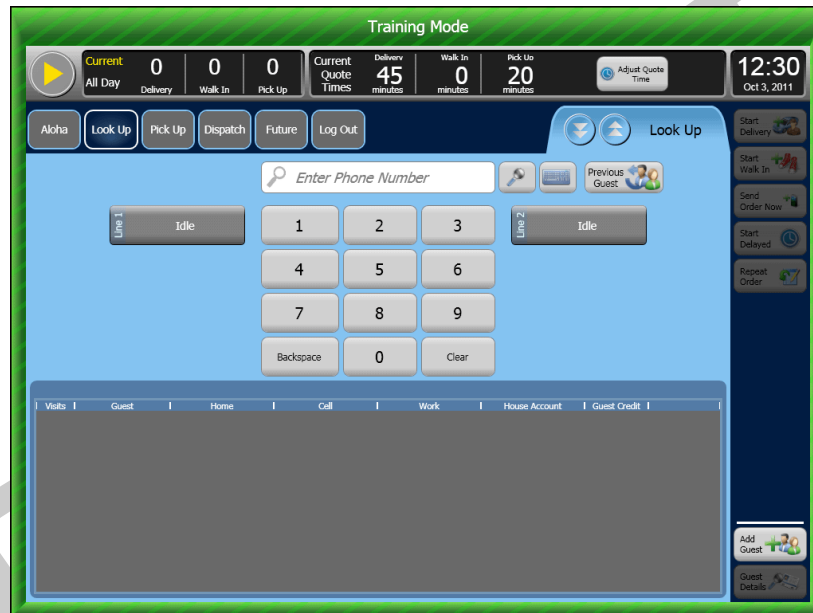 Training Mode
Current
All Day
0
Delivery
0
Walk In
0
Pick Up
Current
Quote
Times
Delivery
45
minutes
Walk In
0
minutes
Pick Up
20
minutes
Adjust Quote
Time
12:30
Oct 3, 2011
Aloha
Look Up
Pick Up
Dispatch
Future
Log Out
Look Up
Start
Delivery
Start
Walk In
Send
Order Now
Start
Delayed
Repeat
Order
Enter Phone Number
Previous
Guest
Line 1
Idle
1 2 3
Line 2
Idle
4 5 6
7 8 9
Backspace 0 Clear
Visits Guest Home Cell Work House Account Guest Credit
Add
Guest
Guest
Details